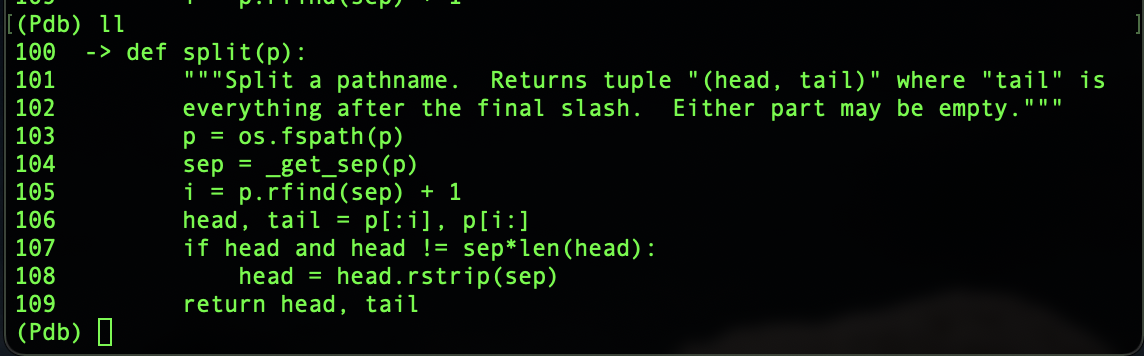 (Pdb) ll
100  -> def split(p):
101         """Split a pathname.  Returns tuple "(head, tail)" where "tail" is
102         everything after the final slash.  Either part may be empty."""
103         p = os.fspath(p)
104         sep = _get_sep(p)
105         i = p.rfind(sep) + 1
106         head, tail = p[:i], p[i:]
107         if head and head != sep*len(head):
108             head = head.rstrip(sep)
109         return head, tail
(Pdb)